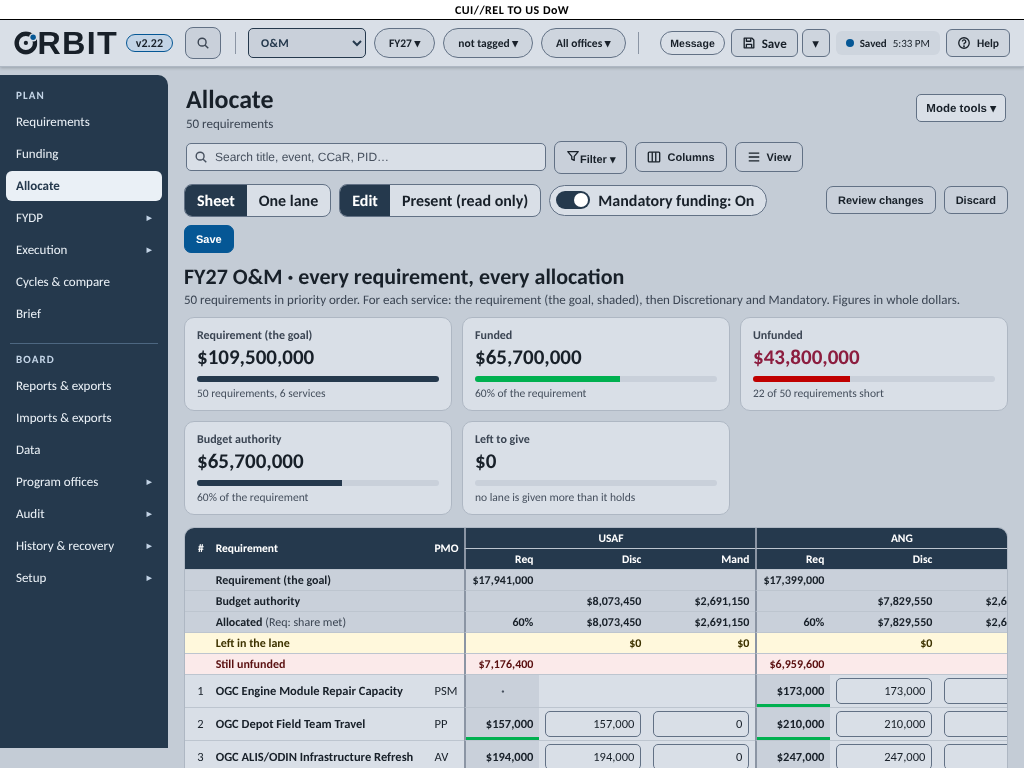 CUI//REL TO US DoW
ORBIT v2.22 O&M FY27 ▾ not tagged ▾ All offices ▾ Message Save ▾ Saved 5:33 PM Help
PLAN
Requirements
Funding
Allocate
FYDP ▸
Execution ▸
Cycles & compare
Brief
BOARD
Reports & exports
Imports & exports
Data
Program offices ▸
Audit ▸
History & recovery ▸
Setup ▸
Allocate
50 requirements
Mode tools ▾
Search title, event, CCaR, PID… Filter ▾ Columns View
Sheet One lane Edit Present (read only) Mandatory funding: On Review changes Discard
Save
FY27 O&M · every requirement, every allocation
50 requirements in priority order. For each service: the requirement (the goal, shaded), then Discretionary and Mandatory. Figures in whole dollars.
Requirement (the goal)
$109,500,000
50 requirements, 6 services
Funded
$65,700,000
60% of the requirement
Unfunded
$43,800,000
22 of 50 requirements short
Budget authority
$65,700,000
60% of the requirement
Left to give
$0
no lane is given more than it holds
# Requirement PMO USAF ANG
Req Disc Mand Req Disc
Requirement (the goal) $17,941,000 $17,399,000
Budget authority $8,073,450 $2,691,150 $7,829,550 $2,6
Allocated (Req: share met) 60% $8,073,450 $2,691,150 60% $7,829,550 $2,6
Left in the lane $0 $0 $0
Still unfunded $7,176,400 $6,959,600
1 OGC Engine Module Repair Capacity PSM · $173,000 173,000
2 OGC Depot Field Team Travel PP $157,000 157,000 0 $210,000 210,000
3 OGC ALIS/ODIN Infrastructure Refresh AV $194,000 194,000 0 $247,000 247,000